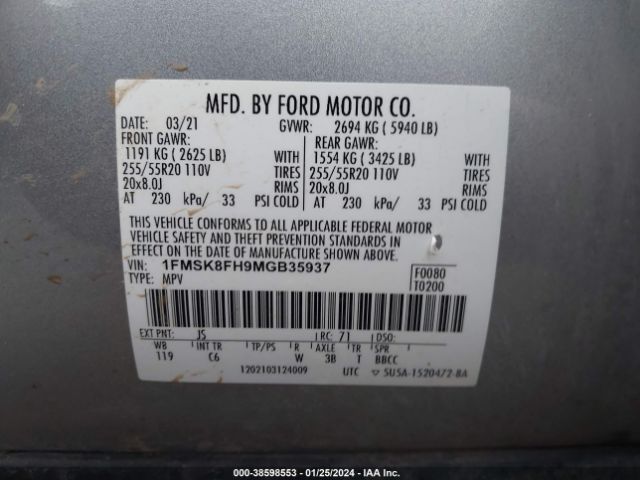 MFD. BY FORD MOTOR CO.
DATE: 03/21 GVWR: 2694 KG ( 5940 LB)
FRONT GAWR: REAR GAWR:
1191 KG ( 2625 LB) WITH 1554 KG ( 3425 LB) WITH
255/55R20 110V TIRES 255/55R20 110V TIRES
20x8.0J RIMS 20x8.0J RIMS
AT 230 kPa/ 33 PSI COLD AT 230 kPa/ 33 PSI COLD
THIS VEHICLE CONFORMS TO ALL APPLICABLE FEDERAL MOTOR
VEHICLE SAFETY AND THEFT PREVENTION STANDARDS IN
EFFECT ON THE DATE OF MANUFACTURE SHOWN ABOVE.
VIN: 1FMSK8FH9MGB35937 F0080
TYPE: MPV T0200
EXT PNT: JS RC: 71 DSO:
WB INT TR TP/PS R AXLE TR SPR
119 C6 W 3B T BBCC
1202103124009 UTC ▽ 5USA-1520472-BA
000-38598553 - 01/25/2024 - IAA Inc.